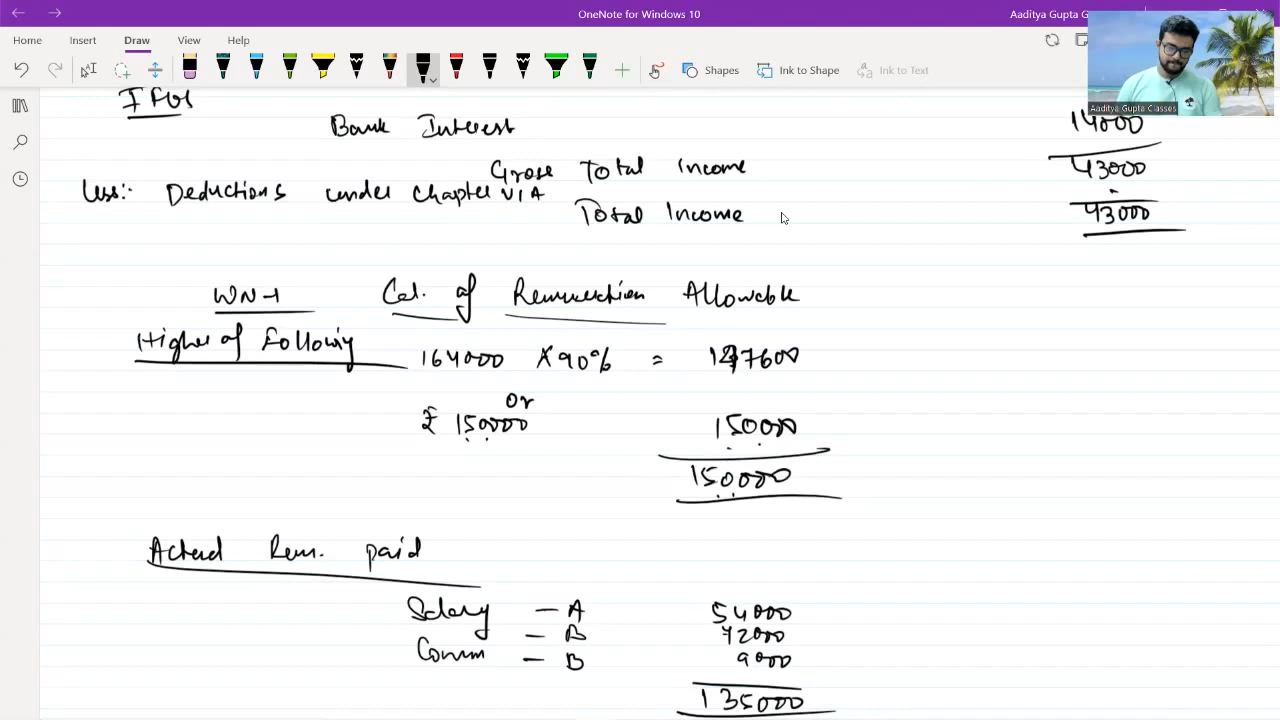 OneNote for Windows 10
Aaditya Gupta G
Home Insert Draw View Help
Shapes Ink to Shape Ink to Text
Aaditya Gupta Classes
IFOS
Bank Interest 14000
Gross Total Income 43000
Less:- Deductions under Chapter VIA -
Total Income 43000
WN-1 Cal. of Remuneration Allowable
Higher of Following
164000 X 90% = 147600
Or
₹ 150000 150000
150000
Actual Rem. paid
Salary - A 54000
- B 72000
Comm - B 9000
135000